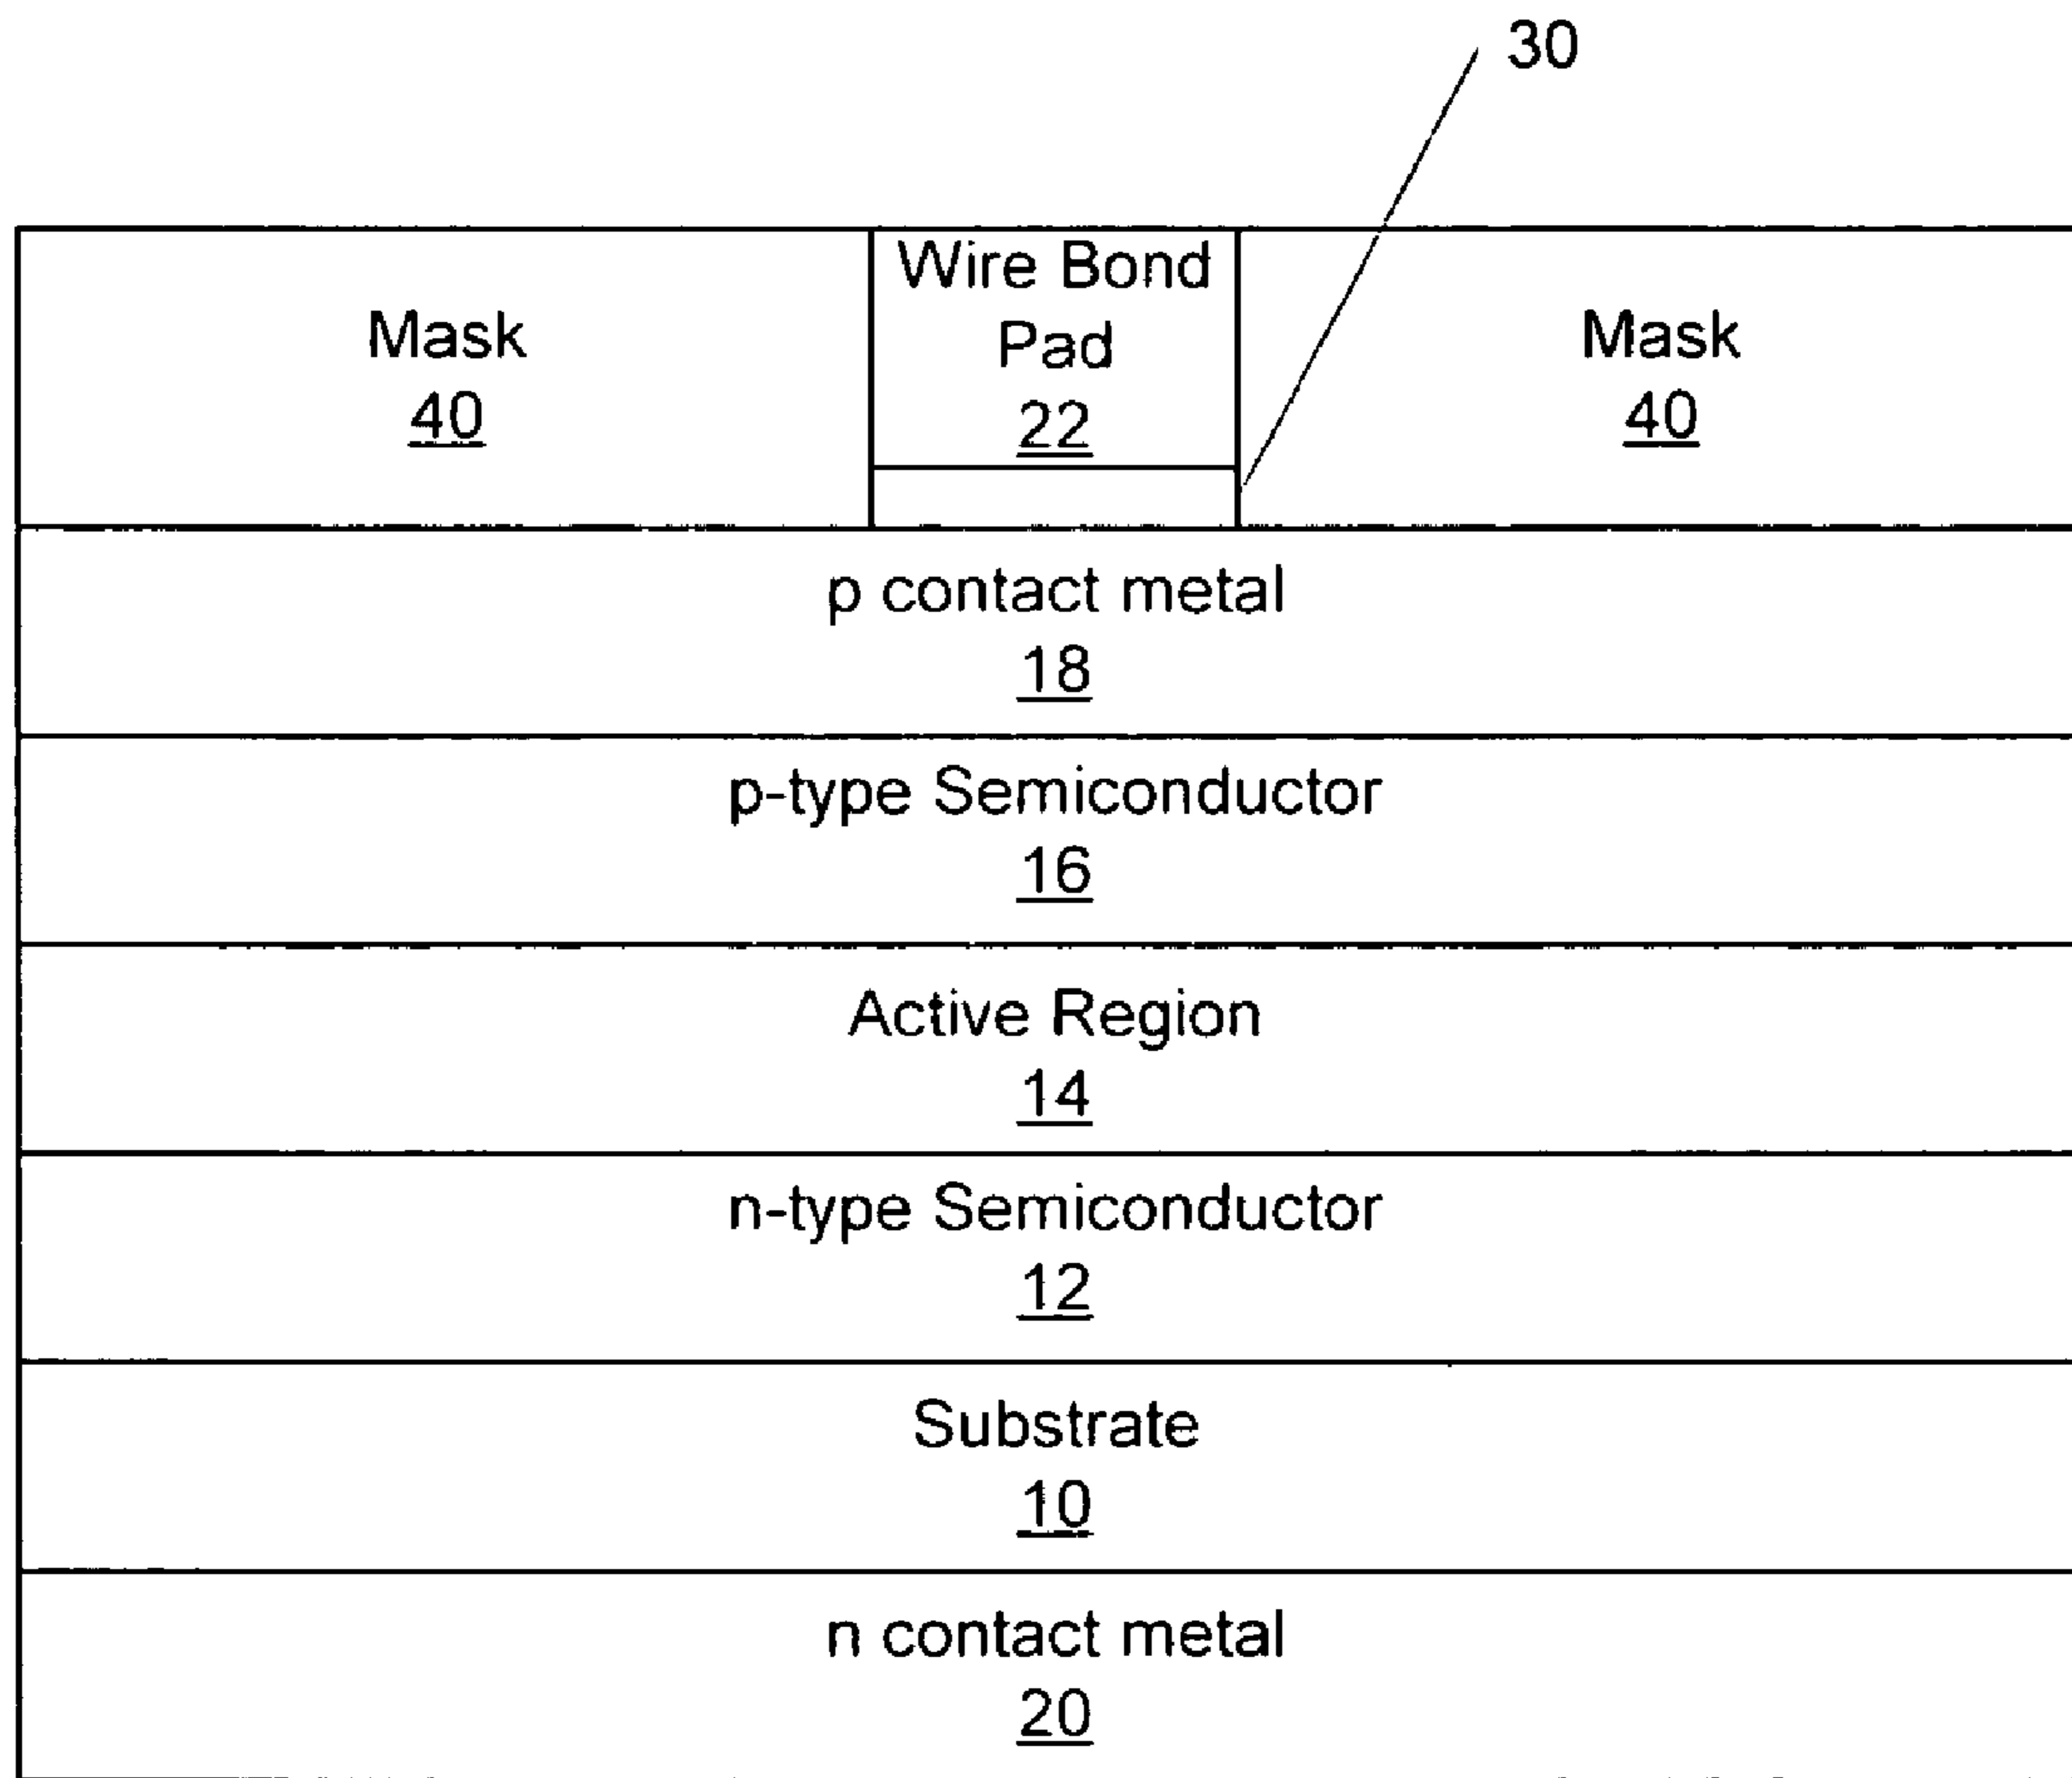 30
Mask
40
Wire Bond
Pad
22
Mask
40
p contact metal
18
p-type Semiconductor
16
Active Region
14
n-type Semiconductor
12
Substrate
10
n contact metal
20